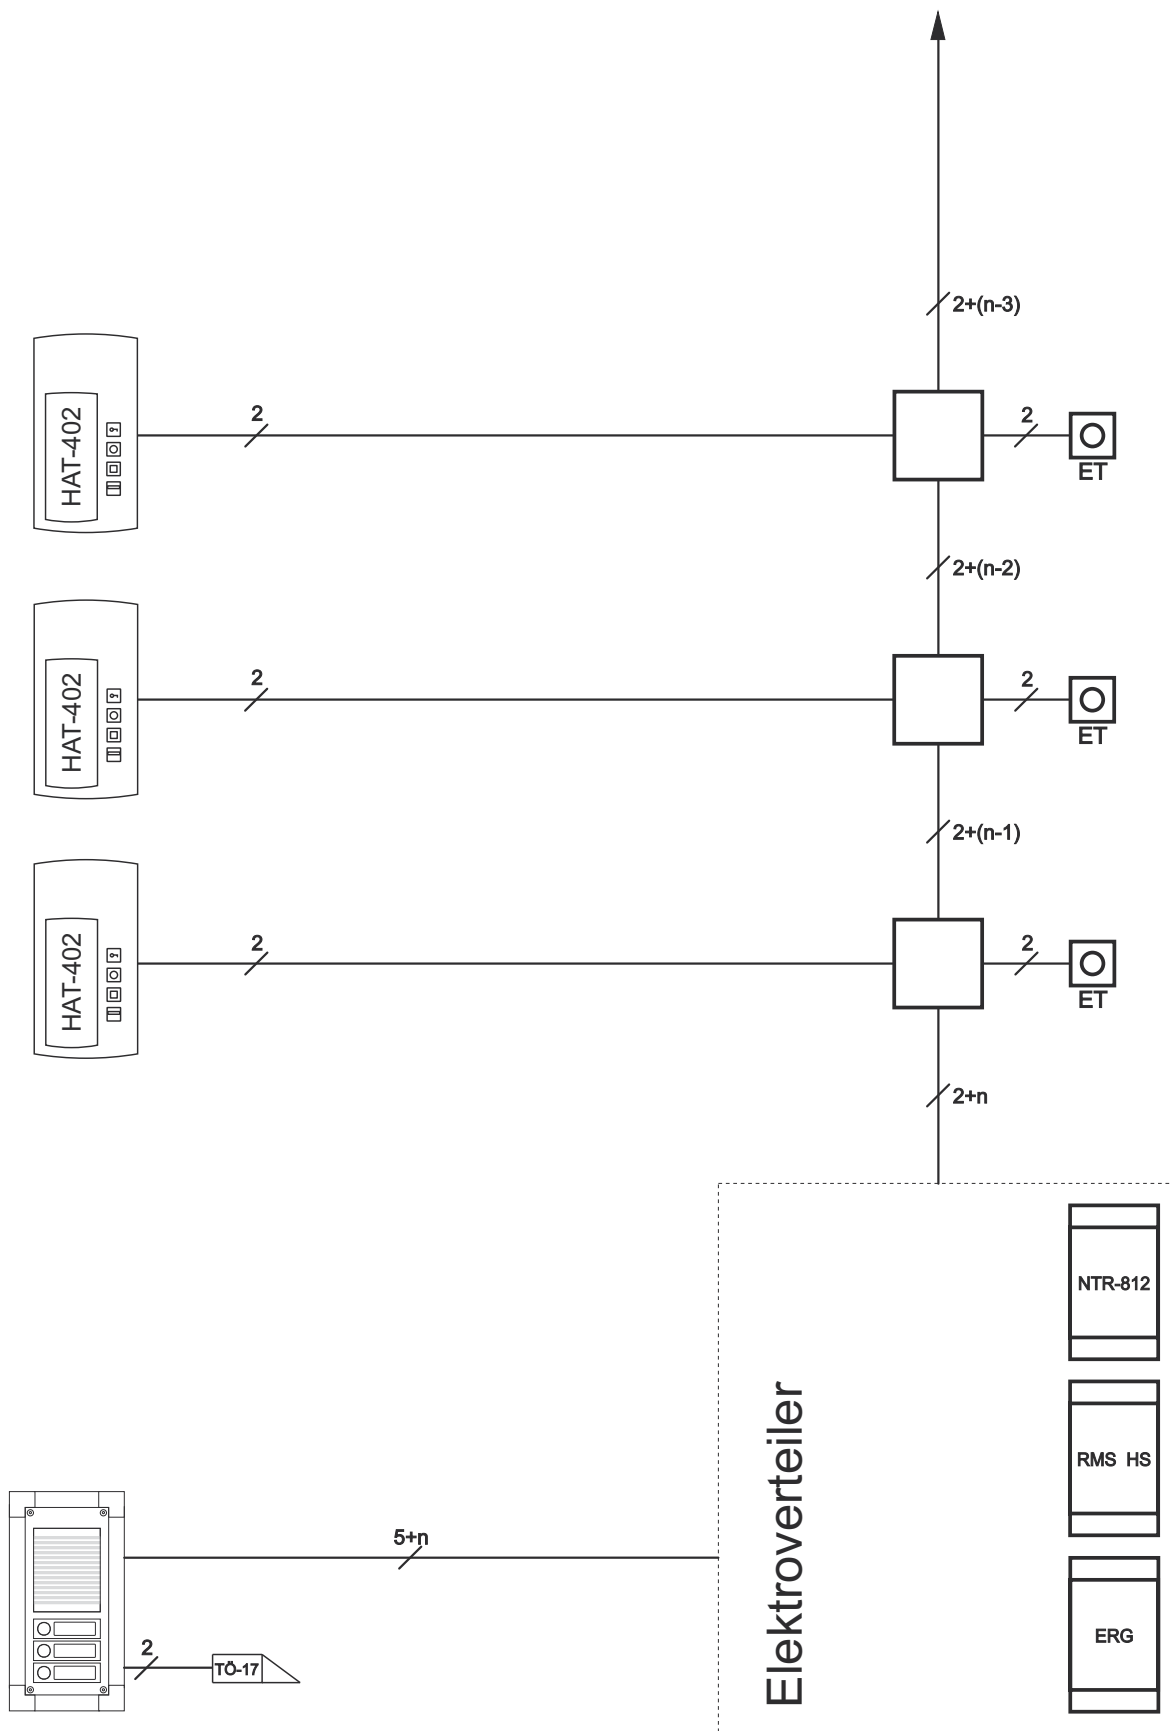 2+(n-3)
HAT-402
2
2
ET
2+(n-2)
HAT-402
2
2
ET
2+(n-1)
HAT-402
2
2
ET
2+n
NTR-812
Elektroverteiler
RMS HS
5+n
ERG
2
TÖ-17